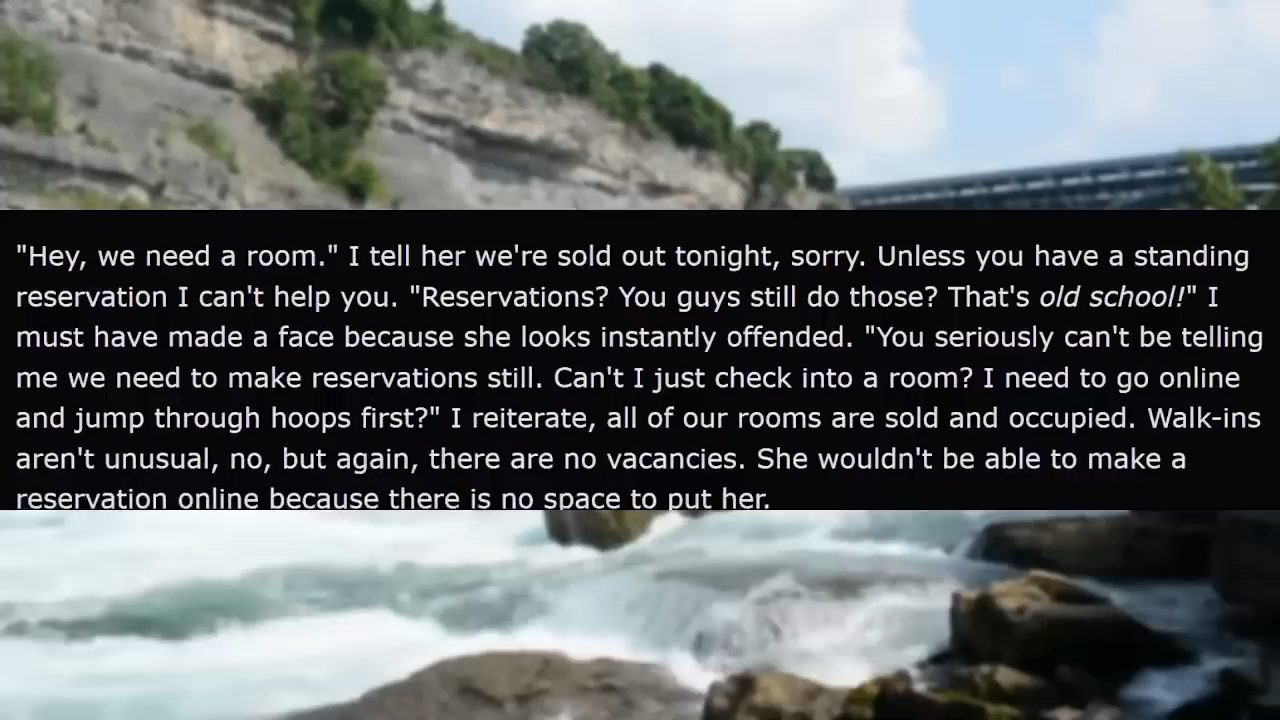 "Hey, we need a room." I tell her we're sold out tonight, sorry. Unless you have a standing
reservation I can't help you. "Reservations? You guys still do those? That's old school!" I
must have made a face because she looks instantly offended. "You seriously can't be telling
me we need to make reservations still. Can't I just check into a room? I need to go online
and jump through hoops first?" I reiterate, all of our rooms are sold and occupied. Walk-ins
aren't unusual, no, but again, there are no vacancies. She wouldn't be able to make a
reservation online because there is no space to put her.